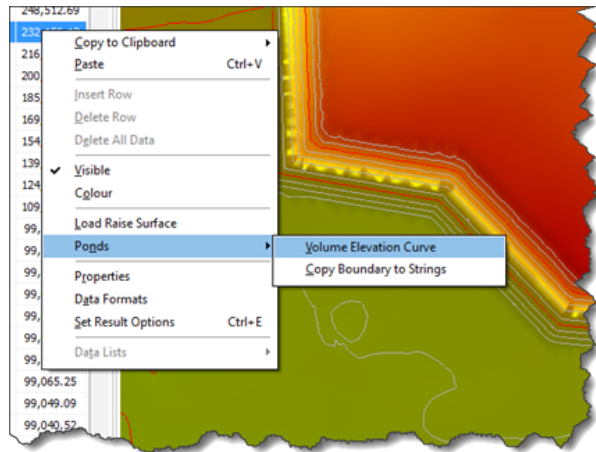 248,512.69
232,
216
200
185
169
154
139
124
109
99,
99,
99,
99,
99,
99,
99,065.25
99,049.09
99,040.52
Copy to Clipboard
Paste Ctrl+V
Insert Row
Delete Row
Delete All Data
Visible
Colour
Load Raise Surface
Ponds
Properties
Data Formats
Set Result Options Ctrl+E
Data Lists
Volume Elevation Curve
Copy Boundary to Strings